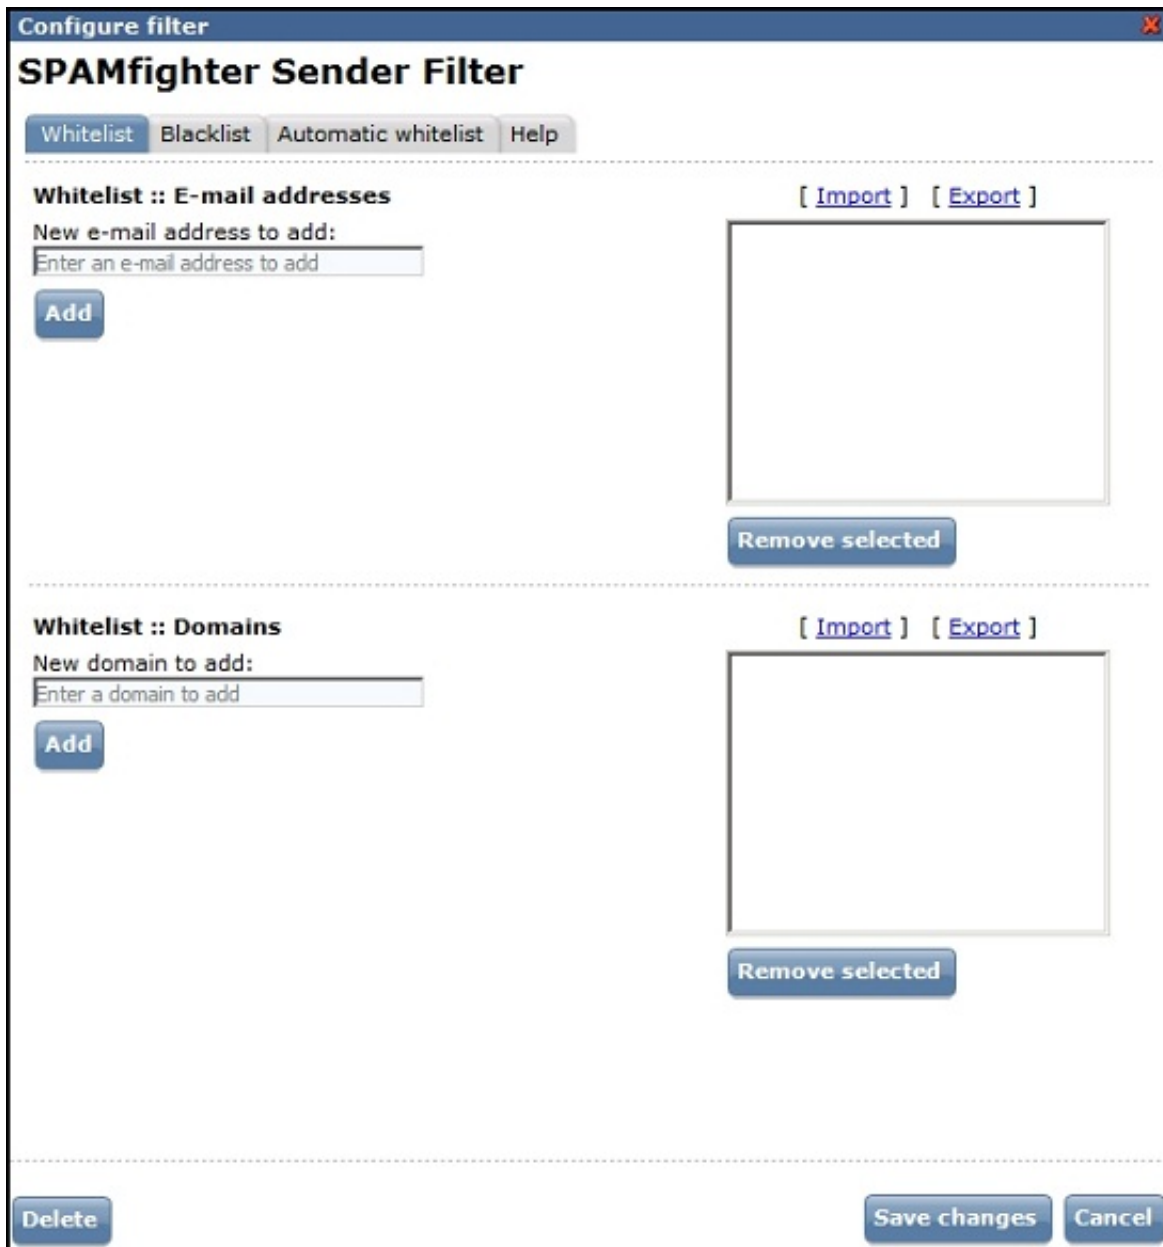 Configure filter
SPAMfighter Sender Filter
Whitelist Blacklist Automatic whitelist Help
Whitelist :: E-mail addresses
[ Import ] [ Export ]
New e-mail address to add:
Enter an e-mail address to add
Add
Remove selected
Whitelist :: Domains
[ Import ] [ Export ]
New domain to add:
Enter a domain to add
Add
Remove selected
Delete
Save changes
Cancel